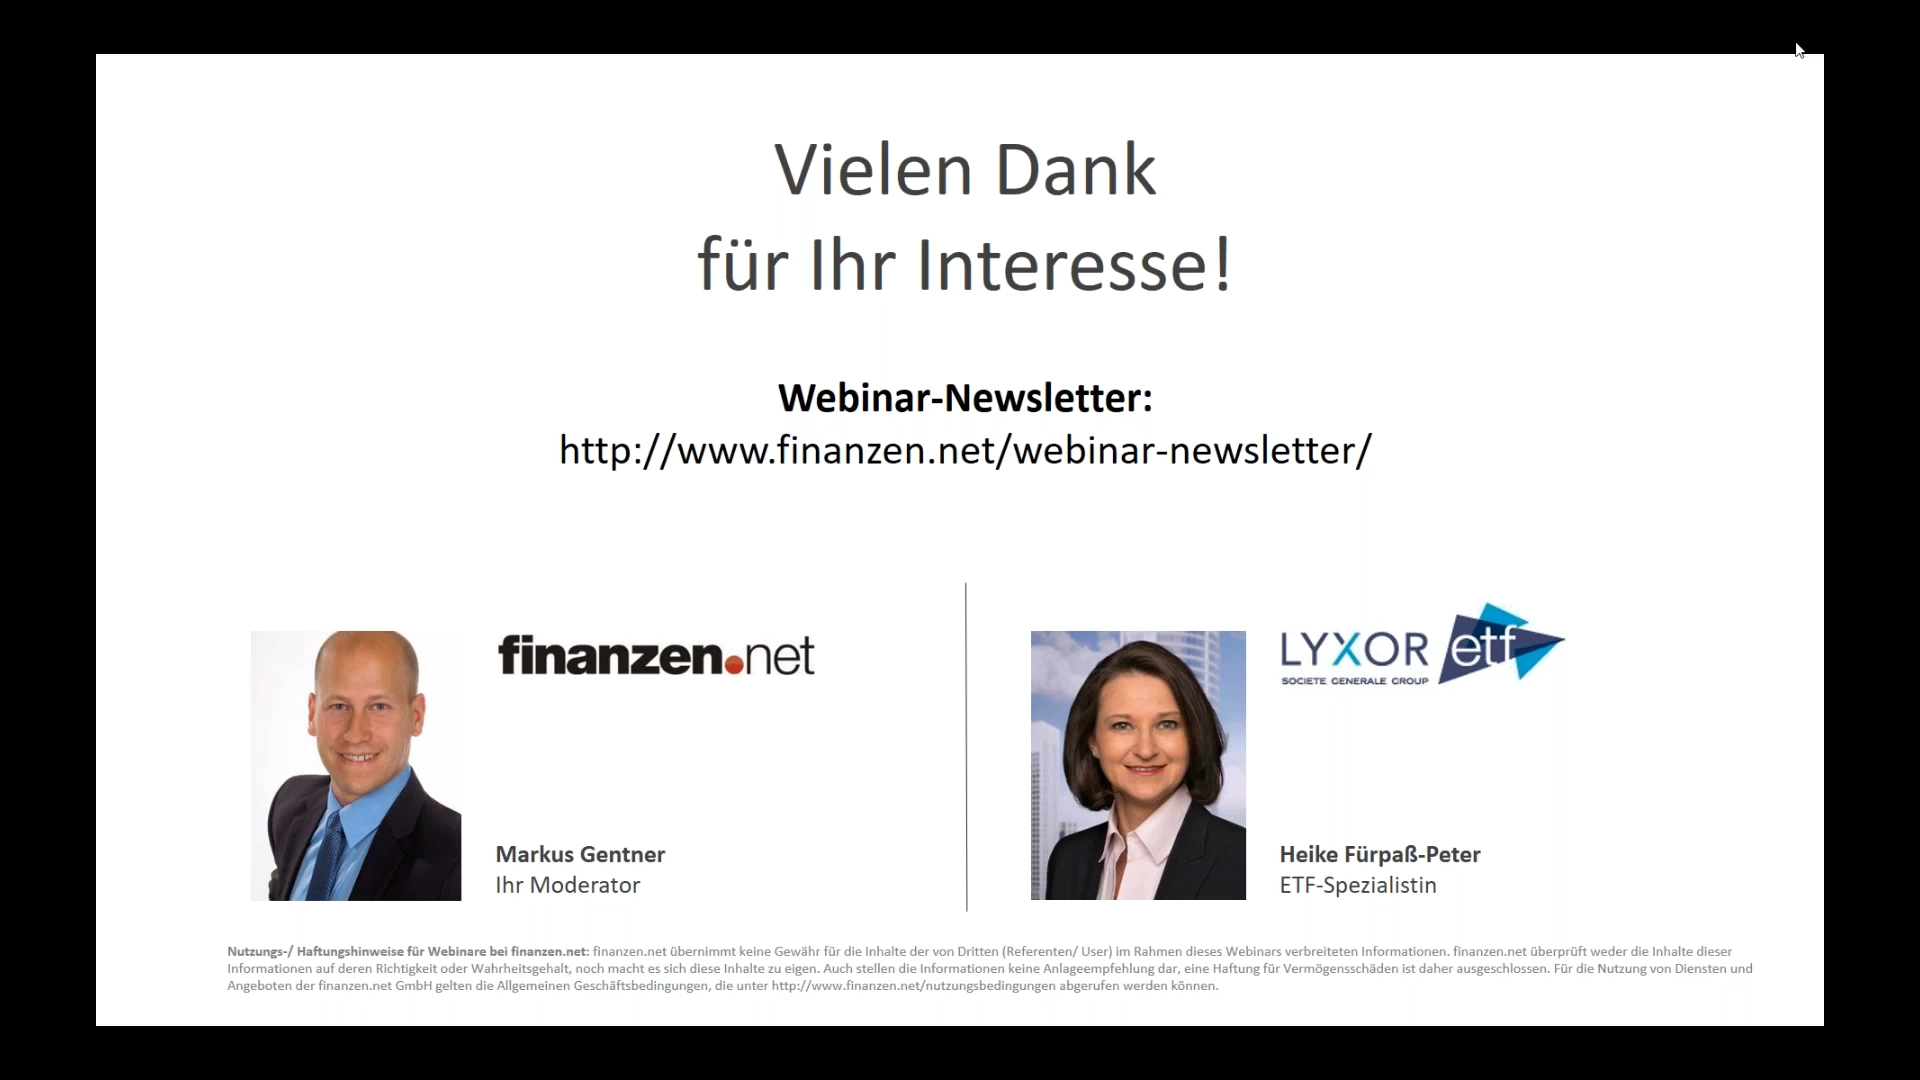 Vielen Dank
für Ihr Interesse!
Webinar-Newsletter:
http://www.finanzen.net/webinar-newsletter/
finanzen.net
Markus Gentner
Ihr Moderator
LYXOR etf
SOCIETE GENERALE GROUP
Heike Fürpaß-Peter
ETF-Spezialistin
Nutzungs-/ Haftungshinweise für Webinare bei finanzen.net: finanzen.net übernimmt keine Gewähr für die Inhalte der von Dritten (Referenten/ User) im Rahmen dieses Webinars verbreiteten Informationen. finanzen.net überprüft weder die Inhalte dieser
Informationen auf deren Richtigkeit oder Wahrheitsgehalt, noch macht es sich diese Inhalte zu eigen. Auch stellen die Informationen keine Anlageempfehlung dar, eine Haftung für Vermögensschäden ist daher ausgeschlossen. Für die Nutzung von Diensten und
Angeboten der finanzen.net GmbH gelten die Allgemeinen Geschäftsbedingungen, die unter http://www.finanzen.net/nutzungsbedingungen abgerufen werden können.